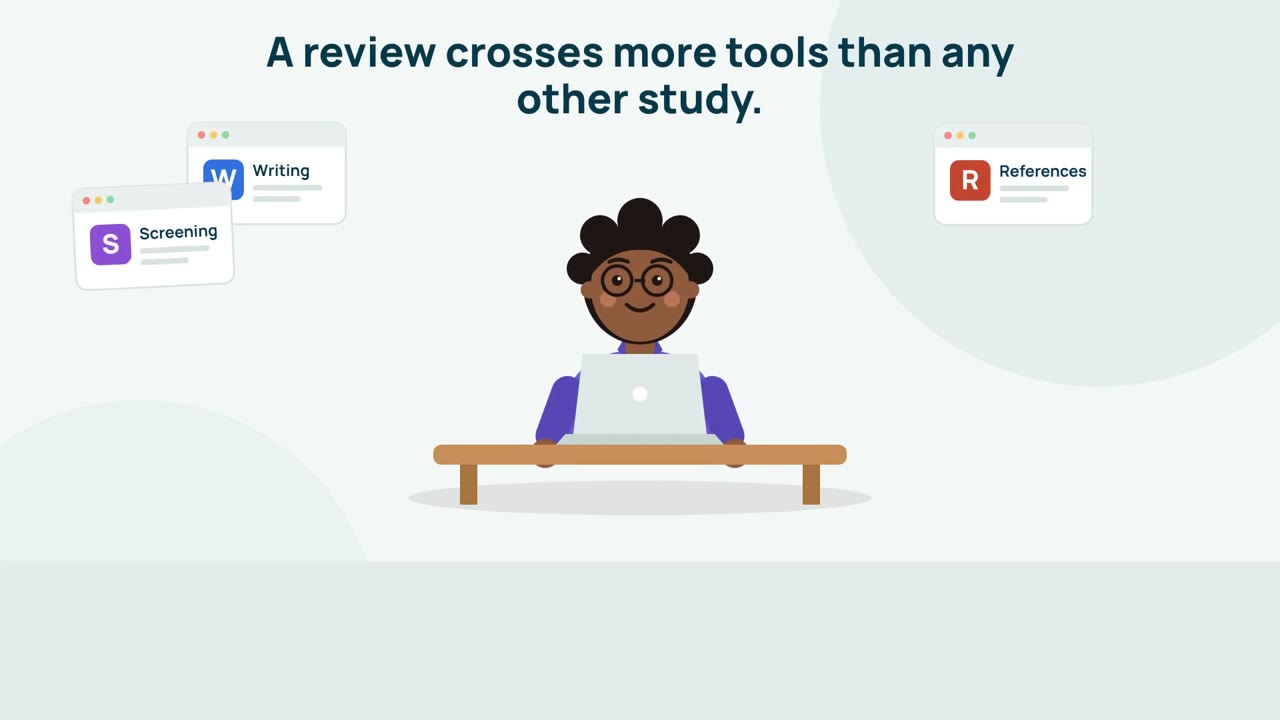 A review crosses more tools than any
other study.
W Writing
S Screening
R References